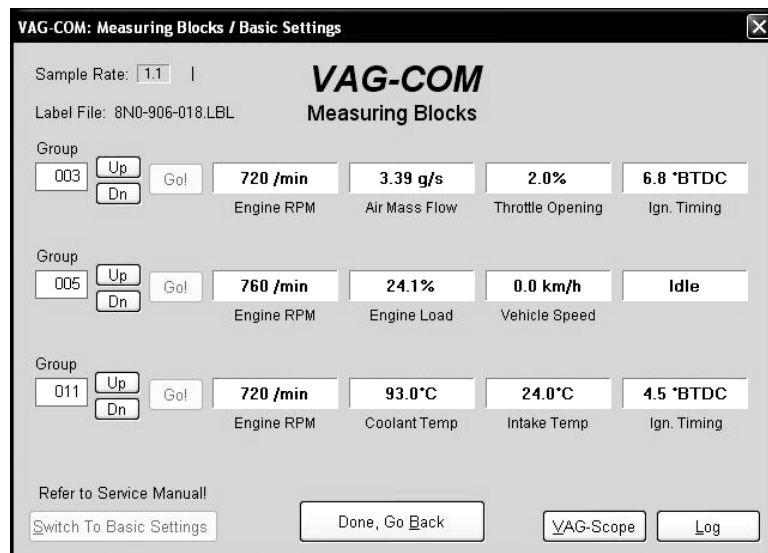 VAG-COM: Measuring Blocks / Basic Settings
Sample Rate: 1.1
VAG-COM
Label File: 8N0-906-018.LBL
Measuring Blocks
Group
003 Up Dn Go! 720 /min 3.39 g/s 2.0% 6.8 °BTDC
Engine RPM Air Mass Flow Throttle Opening Ign. Timing
Group
005 Up Dn Go! 760 /min 24.1% 0.0 km/h Idle
Engine RPM Engine Load Vehicle Speed
Group
011 Up Dn Go! 720 /min 93.0°C 24.0°C 4.5 °BTDC
Engine RPM Coolant Temp Intake Temp Ign. Timing
Refer to Service Manual!
Switch To Basic Settings Done, Go Back VAG-Scope Log